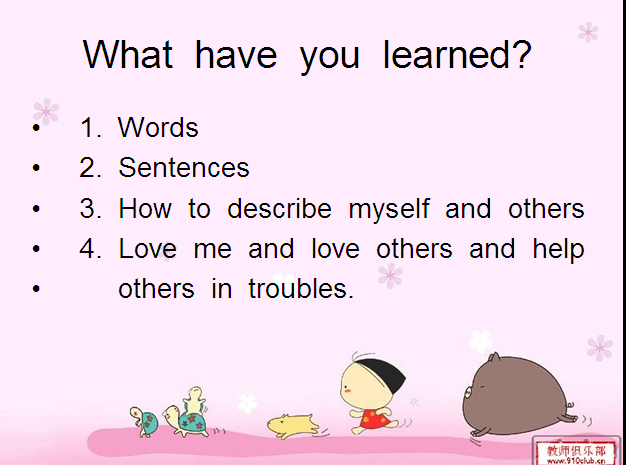 What have you learned?
• 1. Words
• 2. Sentences
• 3. How to describe myself and others
• 4. Love me and love others and help
• others in troubles.
教师俱乐部
www.910club.cn